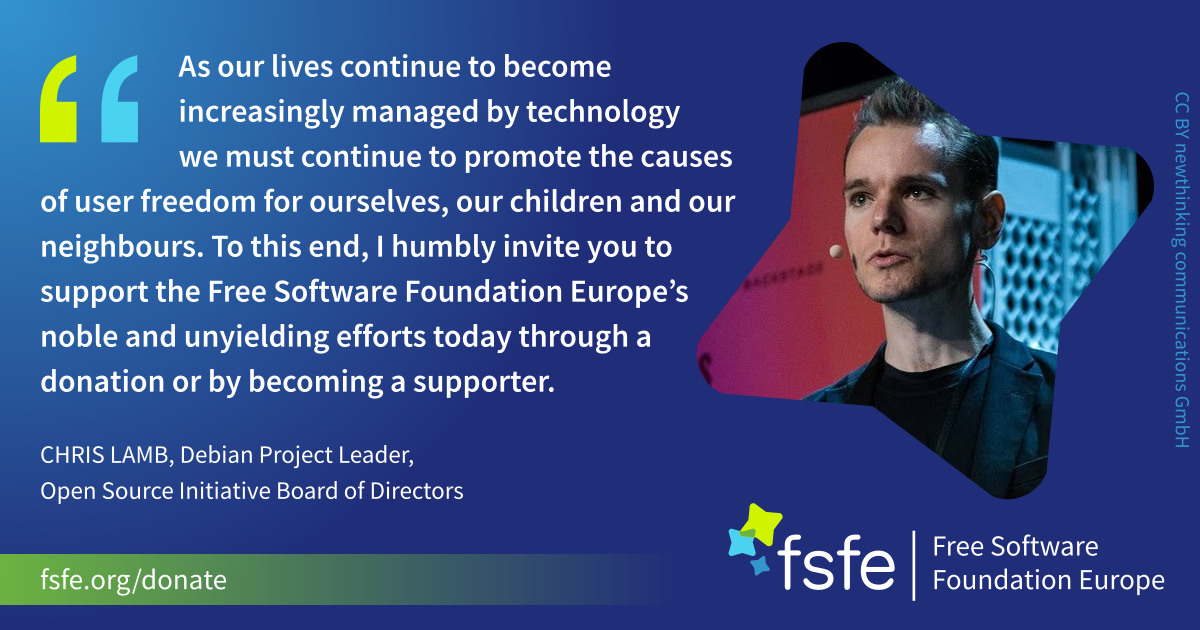 As our lives continue to become
increasingly managed by technology
we must continue to promote the causes
of user freedom for ourselves, our children and our
neighbours. To this end, I humbly invite you to
support the Free Software Foundation Europe’s
noble and unyielding efforts today through a
donation or by becoming a supporter.
CHRIS LAMB, Debian Project Leader,
Open Source Initiative Board of Directors
fsfe.org/donate
BACKSTAGE
CC BY newthinking communications GmbH
fsfe
Free Software
Foundation Europe